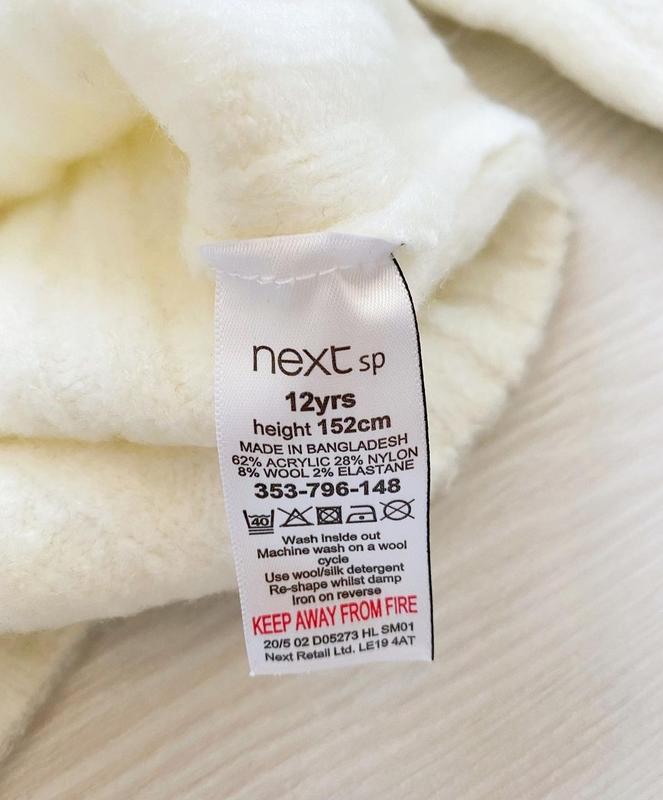 next sp
12yrs
height 152cm
MADE IN BANGLADESH
62% ACRYLIC 28% NYLON
8% WOOL 2% ELASTANE
353-796-148
40
Wash inside out
Machine wash on a wool
cycle
Use wool/silk detergent
Re-shape whilst damp
Iron on reverse
KEEP AWAY FROM FIRE
20/5 02 D05273 HL SM01
Next Retail Ltd. LE19 4AT